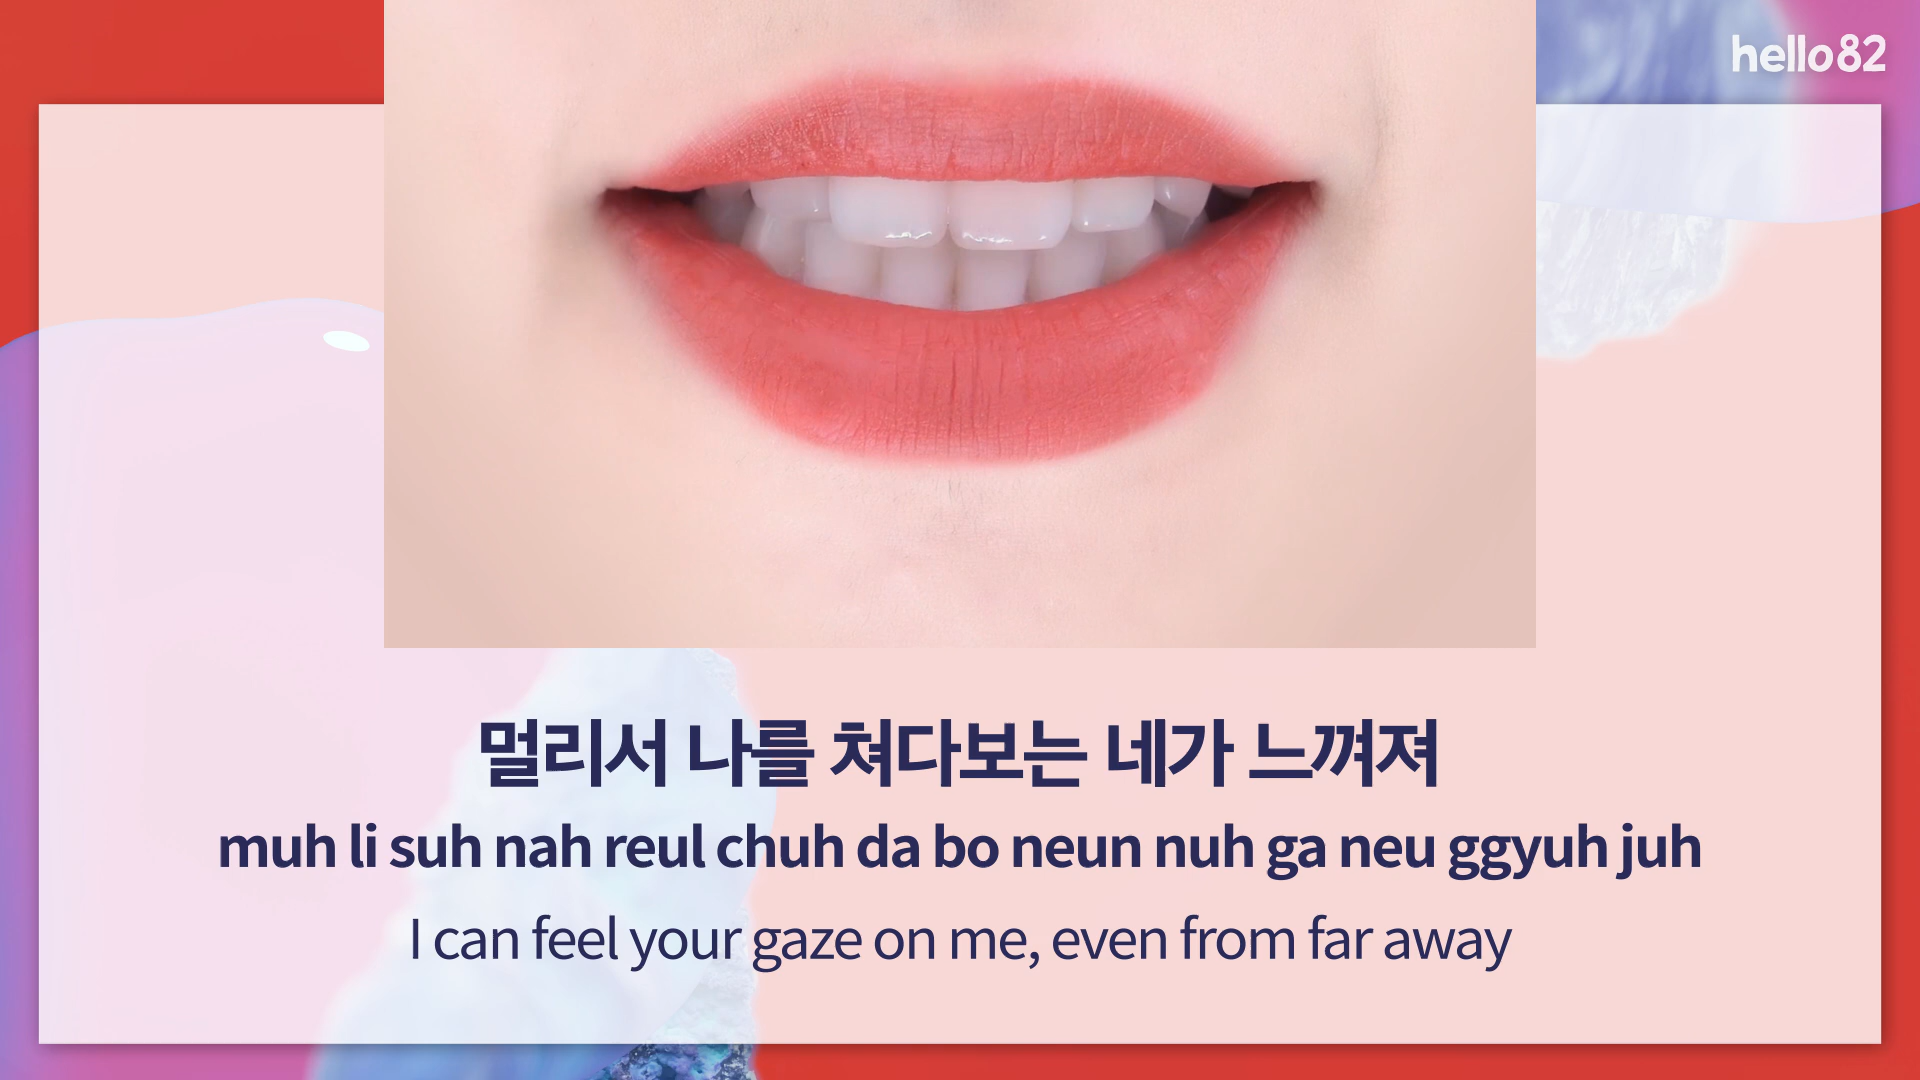 hello82
멀리서 나를 쳐다보는 네가 느껴져
muh li suh nah reul chuh da bo neun nuh ga neu ggyuh juh
I can feel your gaze on me, even from far away